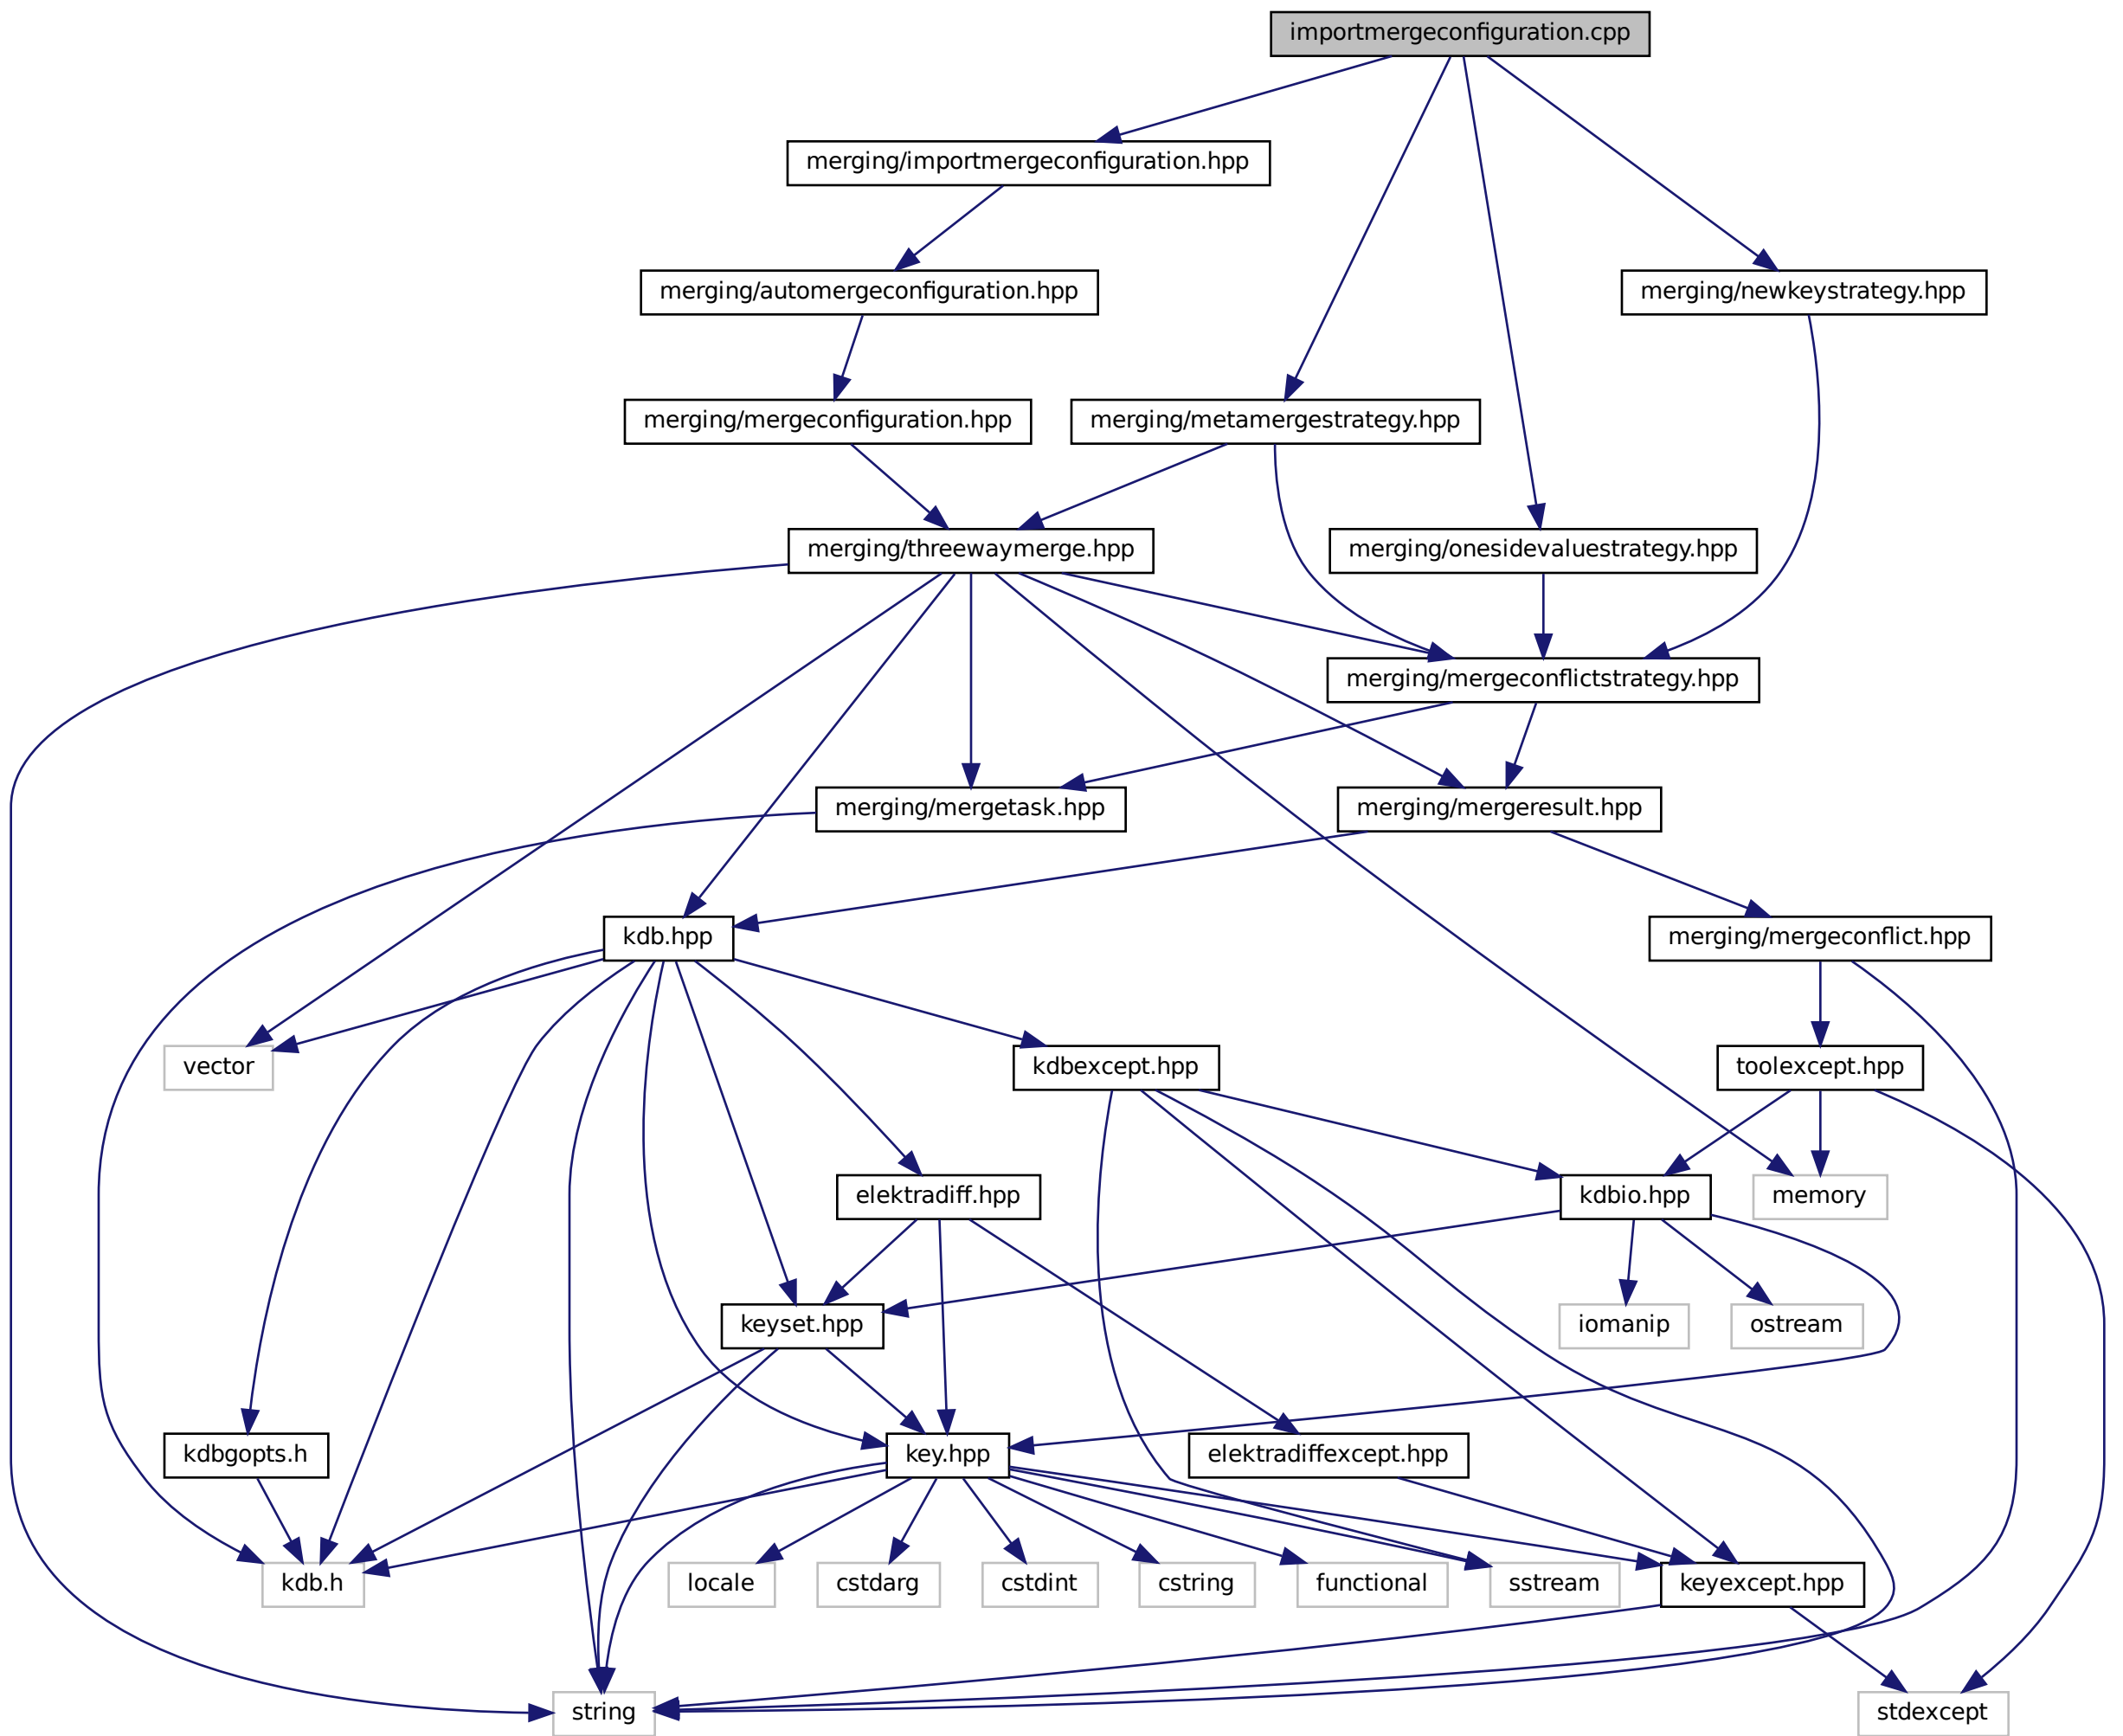 importmergeconfiguration.cpp
merging/importmergeconfiguration.hpp
merging/automergeconfiguration.hpp
merging/newkeystrategy.hpp
merging/mergeconfiguration.hpp
merging/metamergestrategy.hpp
merging/threewaymerge.hpp
merging/onesidevaluestrategy.hpp
merging/mergeconflictstrategy.hpp
merging/mergetask.hpp
merging/mergeresult.hpp
kdb.hpp
merging/mergeconflict.hpp
vector
kdbexcept.hpp
toolexcept.hpp
elektradiff.hpp
kdbio.hpp
memory
keyset.hpp
iomanip
ostream
kdbgopts.h
key.hpp
elektradiffexcept.hpp
kdb.h
locale
cstdarg
cstdint
cstring
functional
sstream
keyexcept.hpp
string
stdexcept